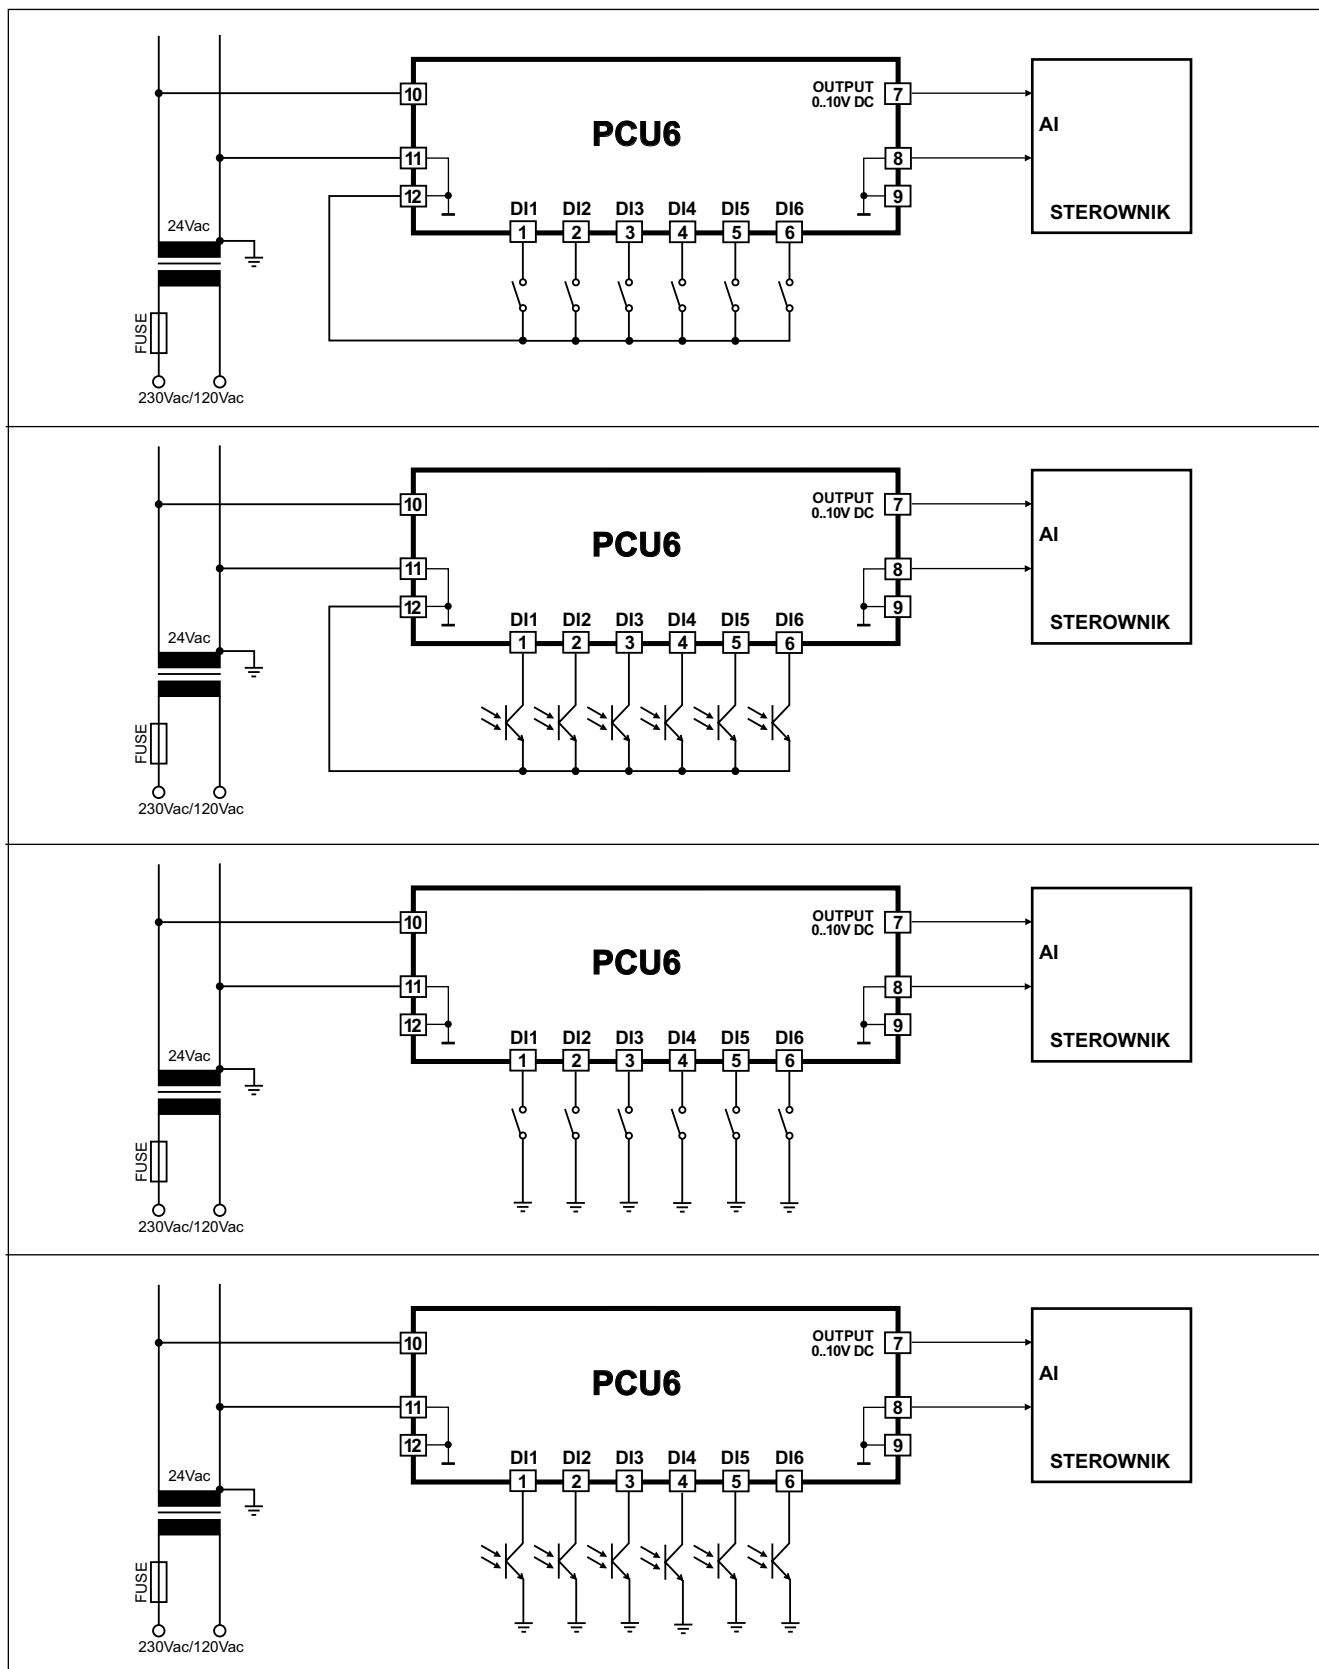 OUTPUT
0..10V DC
10
7
PCU6
AI
11
8
12
9
DI1 DI2 DI3 DI4 DI5 DI6
STEROWNIK
24Vac
1 2 3 4 5 6
FUSE
230Vac/120Vac
OUTPUT
0..10V DC
10
7
PCU6
AI
11
8
12
9
DI1 DI2 DI3 DI4 DI5 DI6
STEROWNIK
24Vac
1 2 3 4 5 6
FUSE
230Vac/120Vac
OUTPUT
0..10V DC
10
7
PCU6
AI
11
8
12
9
DI1 DI2 DI3 DI4 DI5 DI6
STEROWNIK
24Vac
1 2 3 4 5 6
FUSE
230Vac/120Vac
OUTPUT
0..10V DC
10
7
PCU6
AI
11
8
12
9
DI1 DI2 DI3 DI4 DI5 DI6
STEROWNIK
24Vac
1 2 3 4 5 6
FUSE
230Vac/120Vac